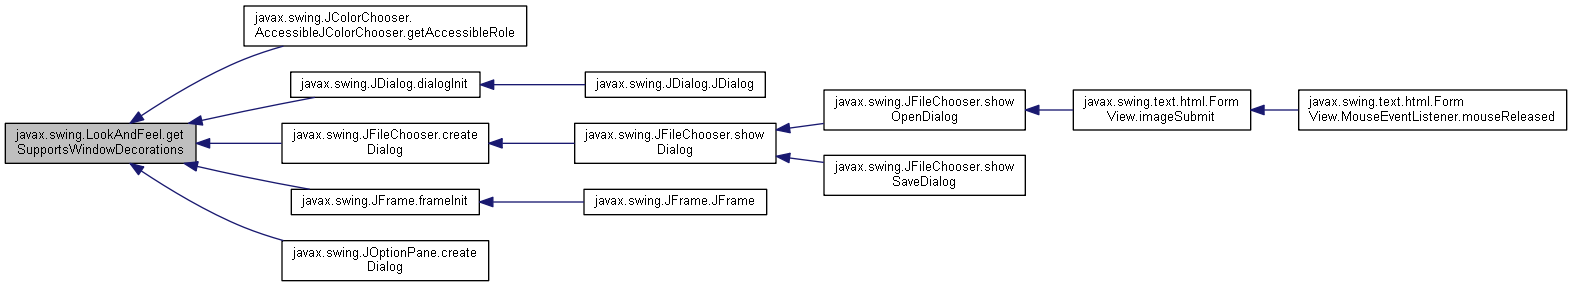 javax.swing.JColorChooser.
AccessibleJColorChooser.getAccessibleRole
javax.swing.JDialog.dialogInit
javax.swing.JDialog.JDialog
javax.swing.LookAndFeel.get
SupportsWindowDecorations
javax.swing.JFileChooser.create
Dialog
javax.swing.JFileChooser.show
Dialog
javax.swing.JFileChooser.show
OpenDialog
javax.swing.text.html.Form
View.imageSubmit
javax.swing.text.html.Form
View.MouseEventListener.mouseReleased
javax.swing.JFileChooser.show
SaveDialog
javax.swing.JFrame.frameInit
javax.swing.JFrame.JFrame
javax.swing.JOptionPane.create
Dialog